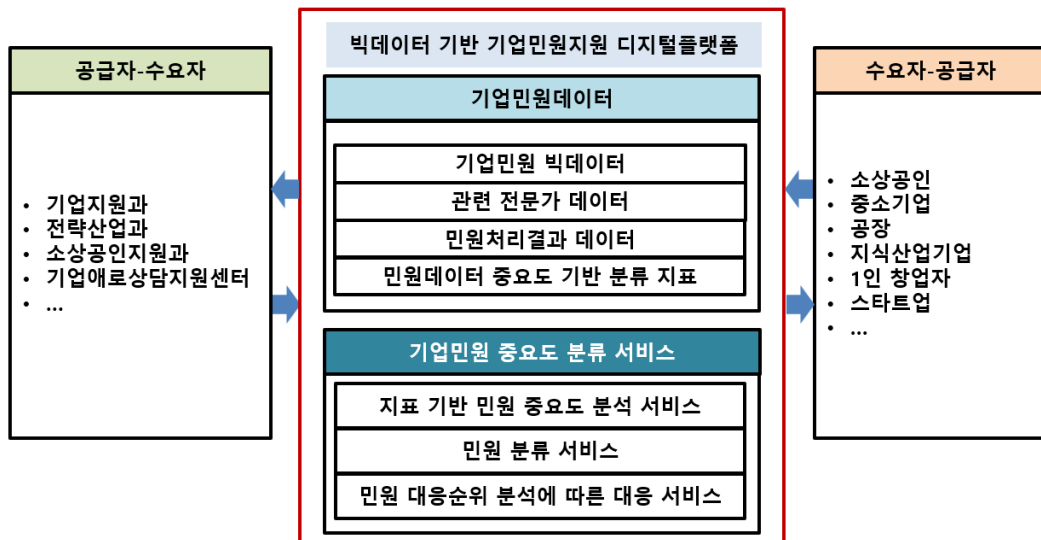 빅데이터 기반 기업민원지원 디지털플랫폼
공급자-수요자
• 기업지원과
• 전략산업과
• 소상공인지원과
• 기업애로상담지원센터
• ...
기업민원데이터
기업민원 빅데이터
관련 전문가 데이터
민원처리결과 데이터
민원데이터 중요도 기반 분류 지표
기업민원 중요도 분류 서비스
지표 기반 민원 중요도 분석 서비스
민원 분류 서비스
민원 대응순위 분석에 따른 대응 서비스
수요자-공급자
• 소상공인
• 중소기업
• 공장
• 지식산업기업
• 1인 창업자
• 스타트업
• ...